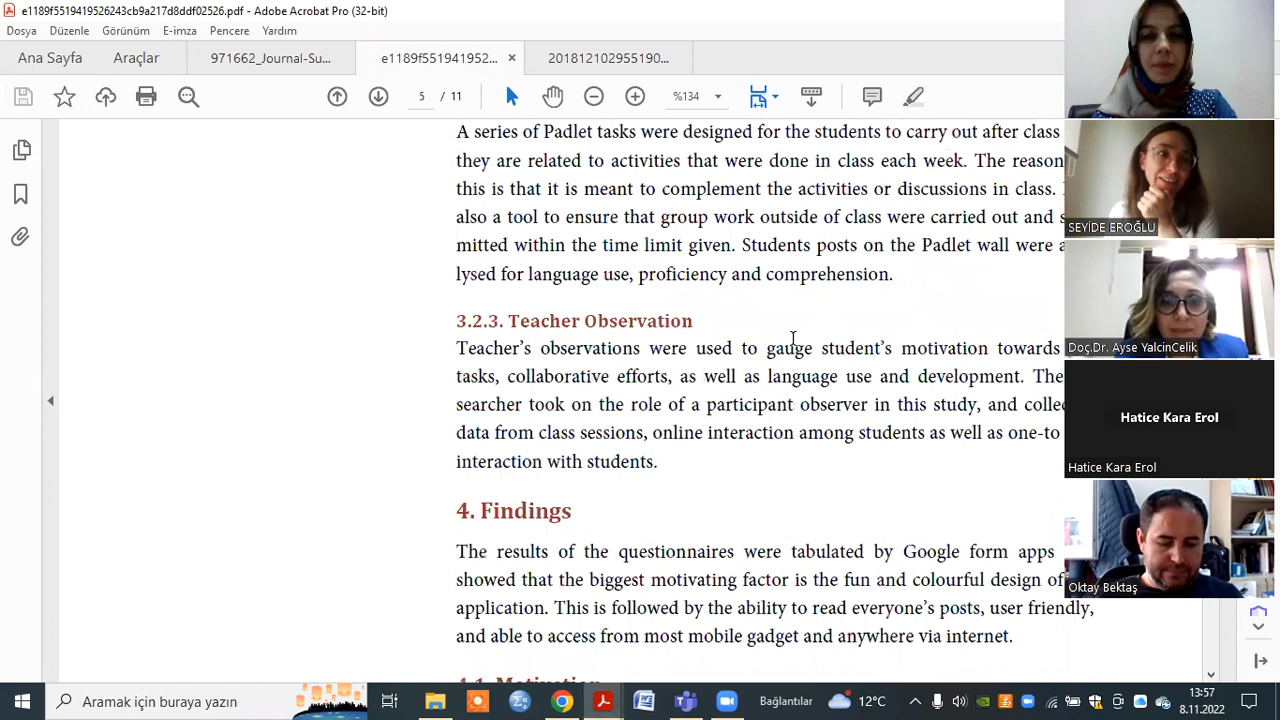 e1189f5519419526243cb9a217d8ddf02526.pdf - Adobe Acrobat Pro (32-bit)
Dosya Düzenle Görünüm E-imza Pencere Yardım
Ana Sayfa Araçlar 971662_Journal-Su... e1189f551941952... × 201812102955190...
5 / 11 %134
A series of Padlet tasks were designed for the students to carry out after class
they are related to activities that were done in class each week. The reason
this is that it is meant to complement the activities or discussions in class.
also a tool to ensure that group work outside of class were carried out and s
mitted within the time limit given. Students posts on the Padlet wall were a
lysed for language use, proficiency and comprehension.
3.2.3. Teacher Observation
Teacher's observations were used to gauge student's motivation towards
tasks, collaborative efforts, as well as language use and development. The
searcher took on the role of a participant observer in this study, and collec
data from class sessions, online interaction among students as well as one-to
interaction with students.
4. Findings
The results of the questionnaires were tabulated by Google form apps
showed that the biggest motivating factor is the fun and colourful design of
application. This is followed by the ability to read everyone's posts, user friendly,
and able to access from most mobile gadget and anywhere via internet.
4.1. Motivation
SEYİDE EROĞLU
Doç.Dr. Ayse YalcinCelik
Hatice Kara Erol
Hatice Kara Erol
Oktay Bektaş
Aramak için buraya yazın
Bağlantılar
12°C
13:57
8.11.2022